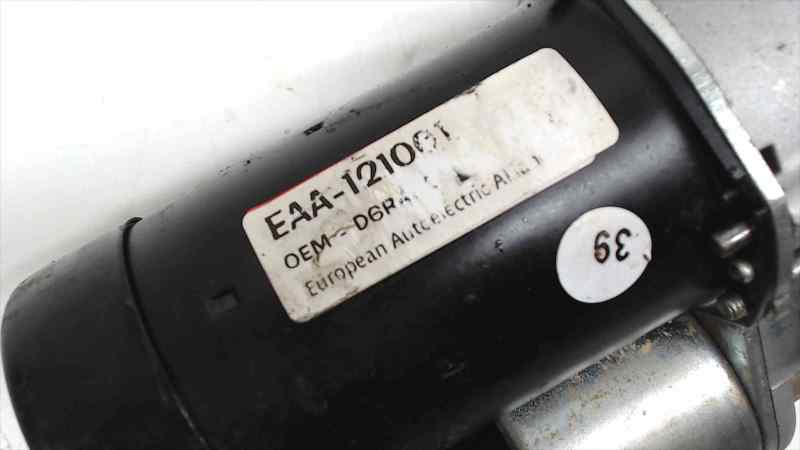 EAA-121001
OEM - D6RA
European Autoelectric
39